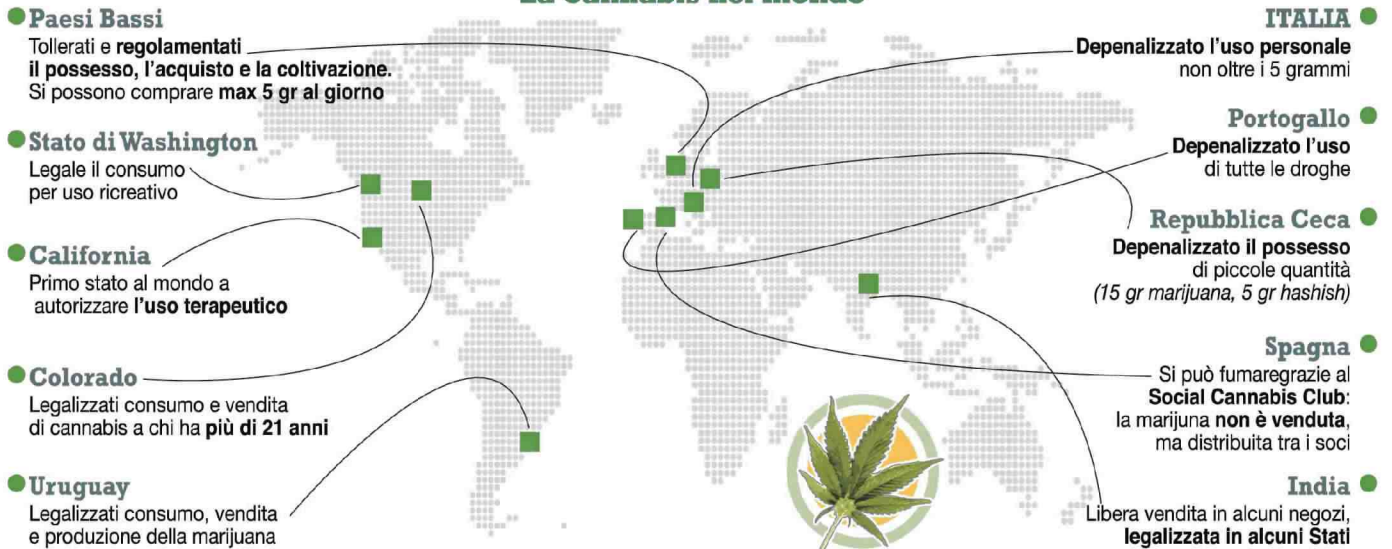 La Cannabis nel mondo
Paesi Bassi
Tollerati e regolamentati
il possesso, l'acquisto e la coltivazione.
Si possono comprare max 5 gr al giorno
Stato di Washington
Legale il consumo
per uso ricreativo
California
Primo stato al mondo a
autorizzare l'uso terapeutico
Colorado
Legalizzati consumo e vendita
di cannabis a chi ha più di 21 anni
Uruguay
Legalizzati consumo, vendita
e produzione della marijuana
ITALIA
Depenalizzato l'uso personale
non oltre i 5 grammi
Portogallo
Depenalizzato l'uso
di tutte le droghe
Repubblica Ceca
Depenalizzato il possesso
di piccole quantità
(15 gr marijuana, 5 gr hashish)
Spagna
Si può fumaregrazie al
Social Cannabis Club:
la marijuna non è venduta,
ma distribuita tra i soci
India
Libera vendita in alcuni negozi,
legalizzata in alcuni Stati